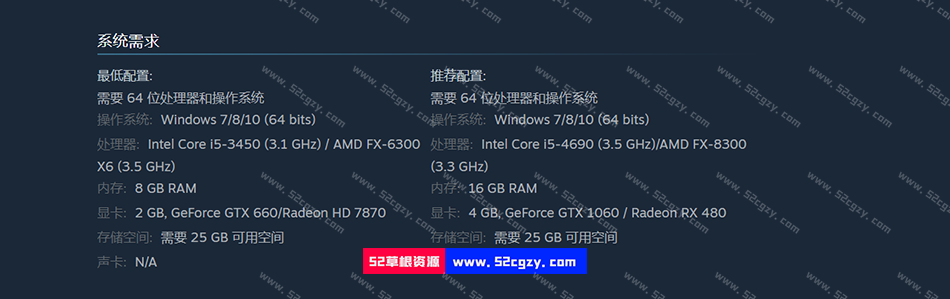 系统需求
最低配置:
需要 64 位处理器和操作系统
操作系统: Windows 7/8/10 (64 bits)
处理器: Intel Core i5-3450 (3.1 GHz) / AMD FX-6300
X6 (3.5 GHz)
内存: 8 GB RAM
显卡: 2 GB, GeForce GTX 660/Radeon HD 7870
存储空间: 需要 25 GB 可用空间
声卡: N/A
推荐配置:
需要 64 位处理器和操作系统
操作系统: Windows 7/8/10 (64 bits)
处理器: Intel Core i5-4690 (3.5 GHz)/AMD FX-8300
(3.3 GHz)
内存: 16 GB RAM
显卡: 4 GB, GeForce GTX 1060 / Radeon RX 480
存储空间: 需要 25 GB 可用空间
52草根资源 www.52cgzy.com